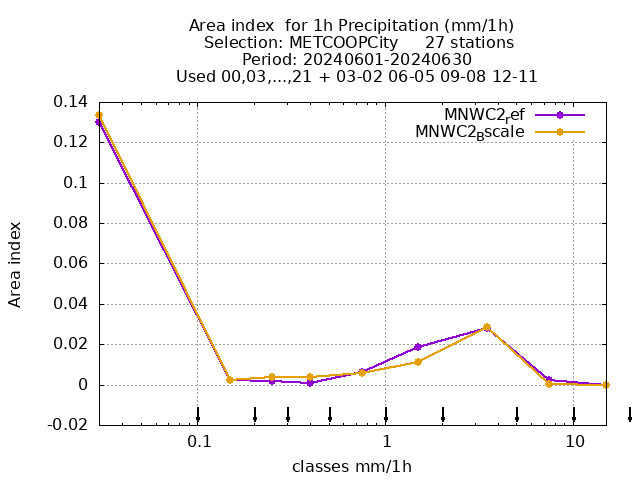 Area index  for 1h Precipitation (mm/1h)
Selection: METCOOPCity     27 stations
Period: 20240601-20240630
Used 00,03,...,21 + 03-02 06-05 09-08 12-11
MNWC2ref
MNWC2Bscale
0.14
0.12
0.1
0.08
0.06
0.04
0.02
0
-0.02
Area index
0.1 1 10
classes mm/1h